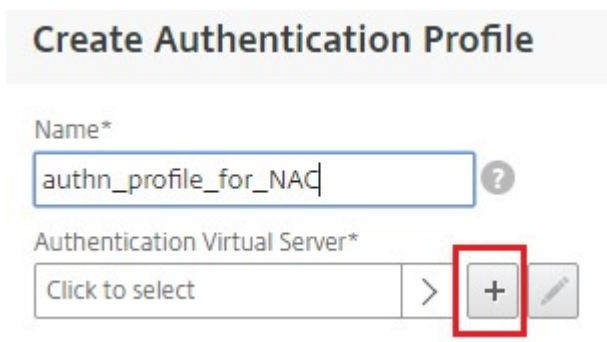 Create Authentication Profile
Name*
authn_profile_for_NAC
?
Authentication Virtual Server*
Click to select > +